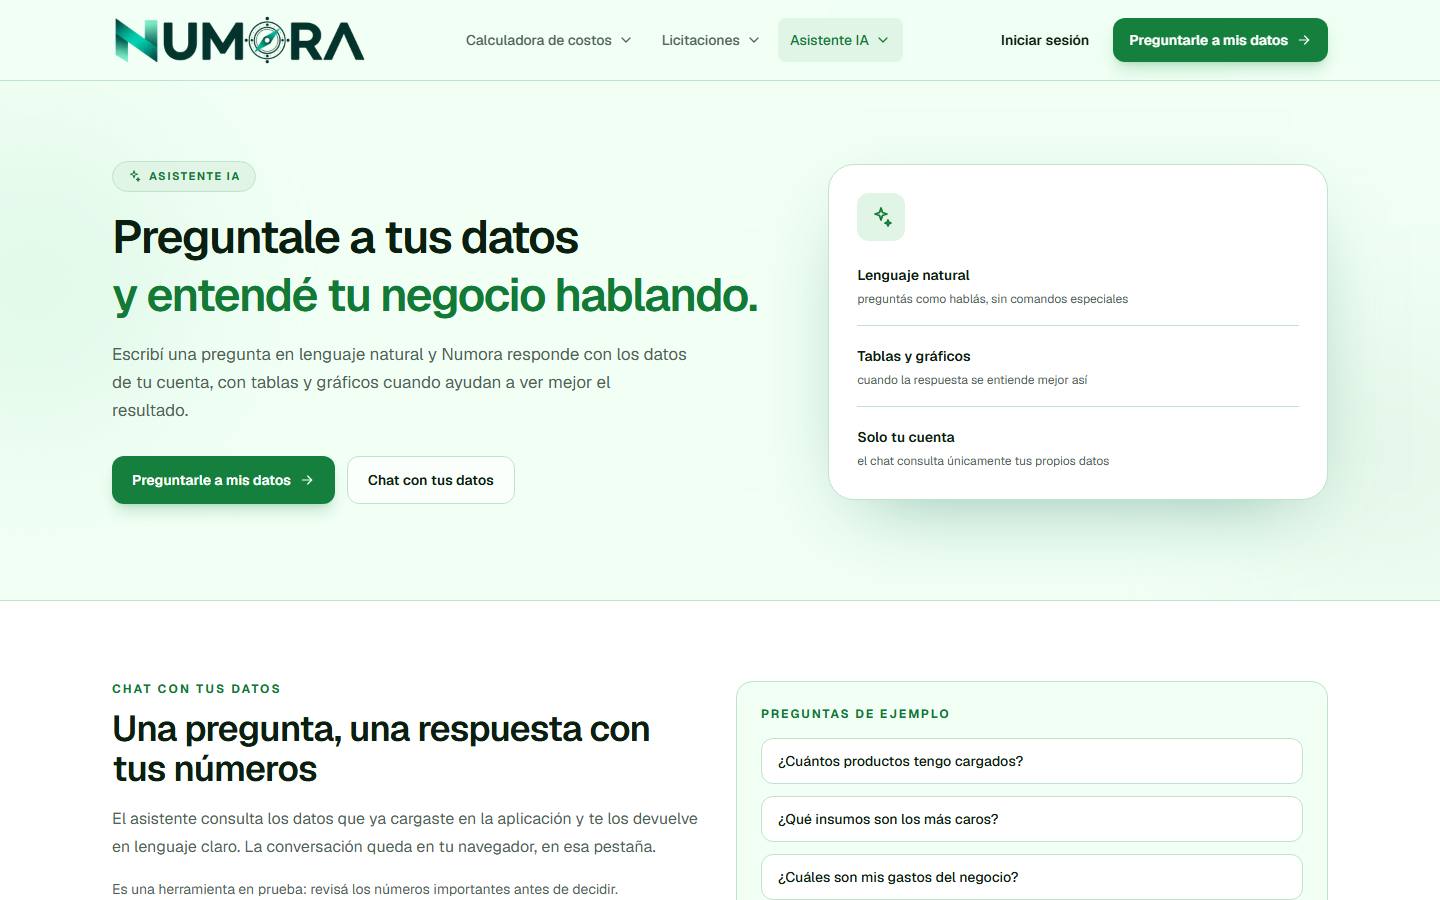 NUMORA
Calculadora de costos
Licitaciones
Asistente IA
Iniciar sesión
Preguntarle a mis datos
ASISTENTE IA
Preguntale a tus datos
y entendé tu negocio hablando.
Escribí una pregunta en lenguaje natural y Numora responde con los datos
de tu cuenta, con tablas y gráficos cuando ayudan a ver mejor el
resultado.
Preguntarle a mis datos
Chat con tus datos
Lenguaje natural
preguntás como hablás, sin comandos especiales
Tablas y gráficos
cuando la respuesta se entiende mejor así
Solo tu cuenta
el chat consulta únicamente tus propios datos
CHAT CON TUS DATOS
Una pregunta, una respuesta con
tus números
El asistente consulta los datos que ya cargaste en la aplicación y te los devuelve
en lenguaje claro. La conversación queda en tu navegador, en esa pestaña.
Es una herramienta en prueba: revisá los números importantes antes de decidir.
PREGUNTAS DE EJEMPLO
¿Cuántos productos tengo cargados?
¿Qué insumos son los más caros?
¿Cuáles son mis gastos del negocio?